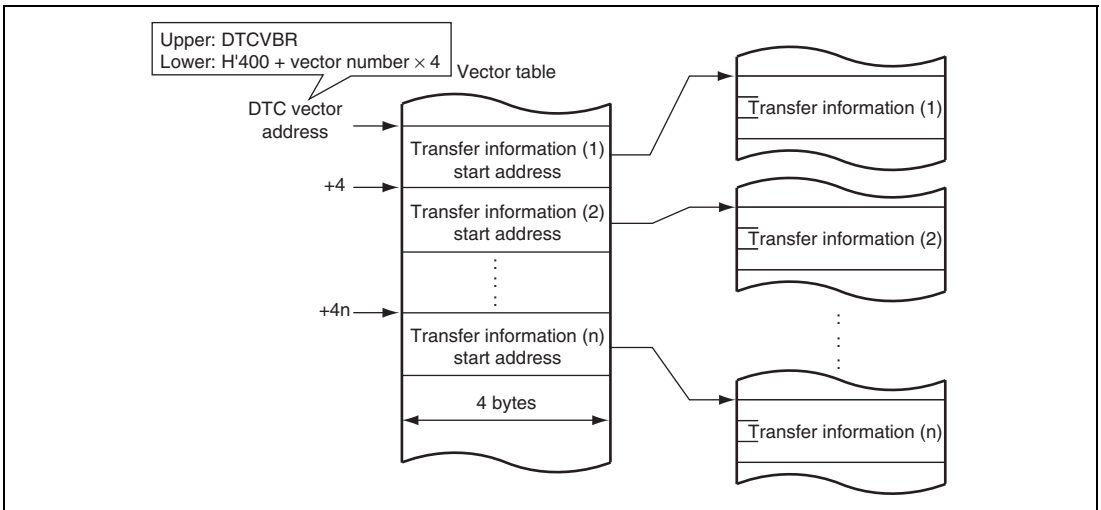 Upper: DTCVBR
Lower: H'400 + vector number × 4
Vector table
DTC vector
address
Transfer information (1)
start address
+4
Transfer information (2)
start address
+4n
Transfer information (n)
start address
4 bytes
Transfer information (1)
Transfer information (2)
Transfer information (n)